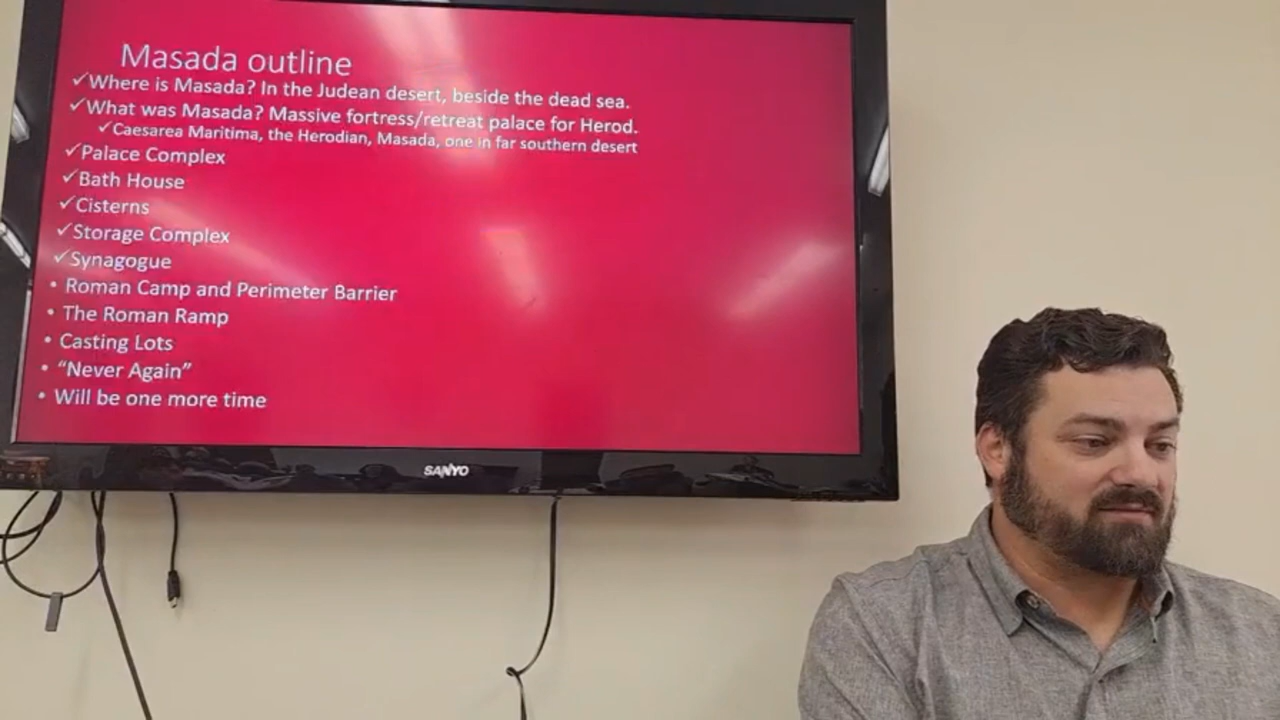 Masada outline
✓Where is Masada? In the Judean desert, beside the dead sea.
✓What was Masada? Massive fortress/retreat palace for Herod.
✓Caesarea Maritima, the Herodian, Masada, one in far southern desert
✓Palace Complex
✓Bath House
✓Cisterns
✓Storage Complex
✓Synagogue
• Roman Camp and Perimeter Barrier
• The Roman Ramp
• Casting Lots
• “Never Again”
• Will be one more time
SANYO